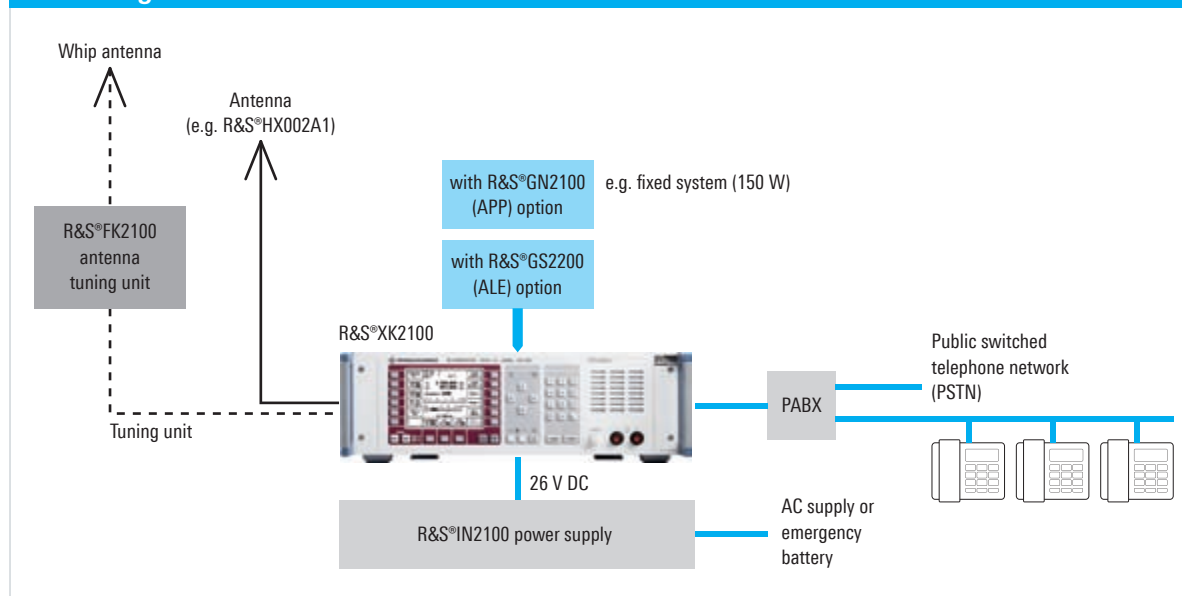 Whip antenna
Antenna
(e.g. R&S®HX002A1)
with R&S®GN2100
(APP) option
e.g. fixed system (150 W)
R&S®FK2100
antenna
tuning unit
with R&S®GS2200
(ALE) option
R&S®XK2100
Public switched
telephone network
(PSTN)
PABX
Tuning unit
26 V DC
R&S®IN2100 power supply
AC supply or
emergency
battery